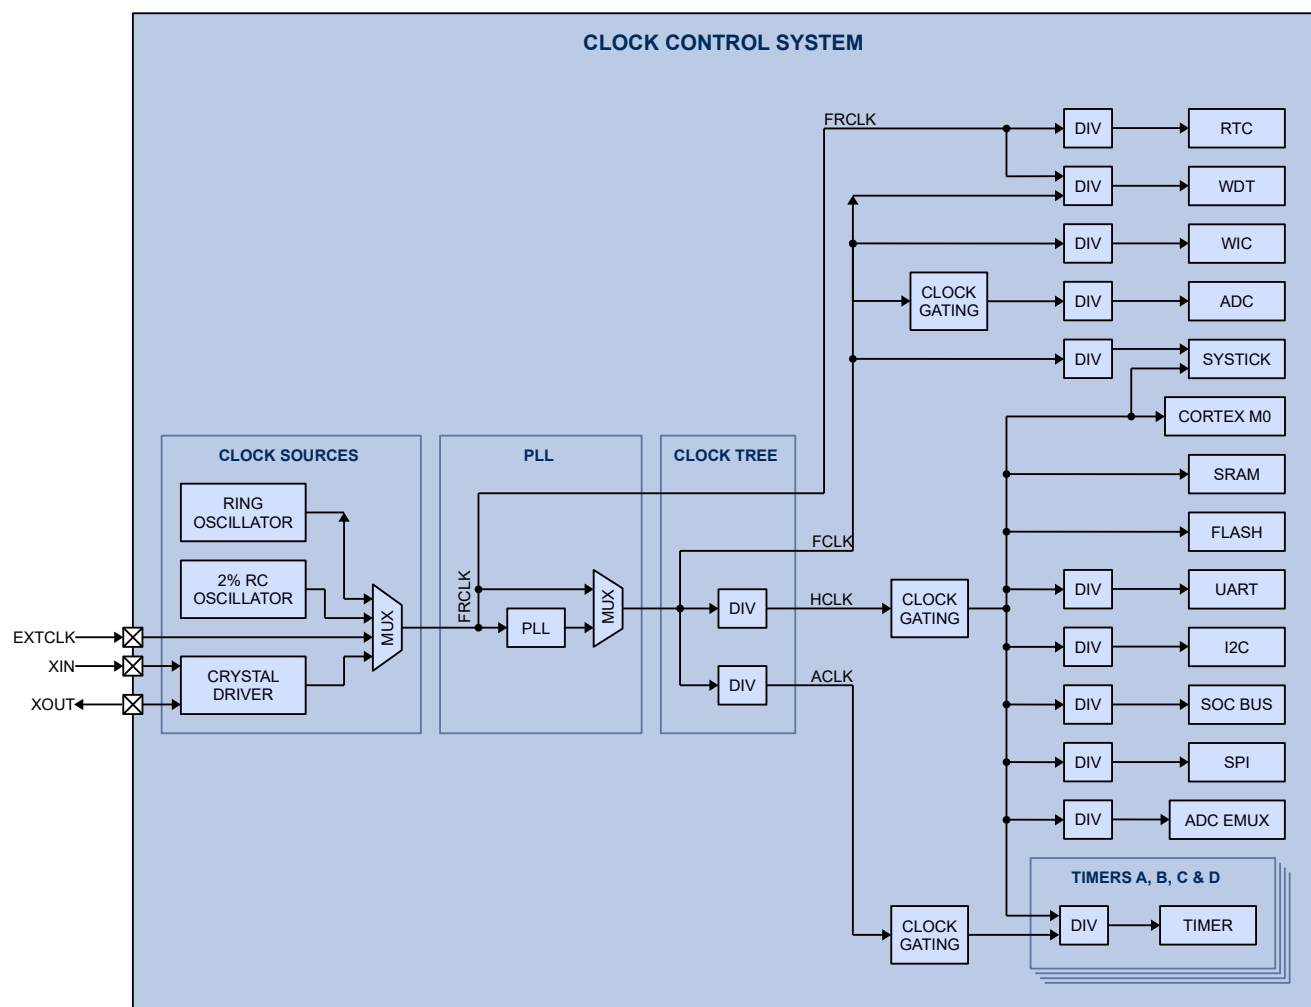 CLOCK CONTROL SYSTEM
FRCLK
DIV
RTC
DIV
WDT
DIV
WIC
CLOCK
GATING
DIV
ADC
DIV
SYSTICK
CORTEX M0
CLOCK SOURCES
PLL
CLOCK TREE
SRAM
RING
OSCILLATOR
FLASH
FCLK
2% RC
OSCILLATOR
MUX
FRCLK
PLL
MUX
DIV
HCLK
CLOCK
GATING
DIV
UART
EXTCLK
XIN
XOUT
CRYSTAL
DRIVER
DIV
ACLK
DIV
I2C
DIV
SOC BUS
DIV
SPI
DIV
ADC EMUX
TIMERS A, B, C & D
CLOCK
GATING
DIV
TIMER